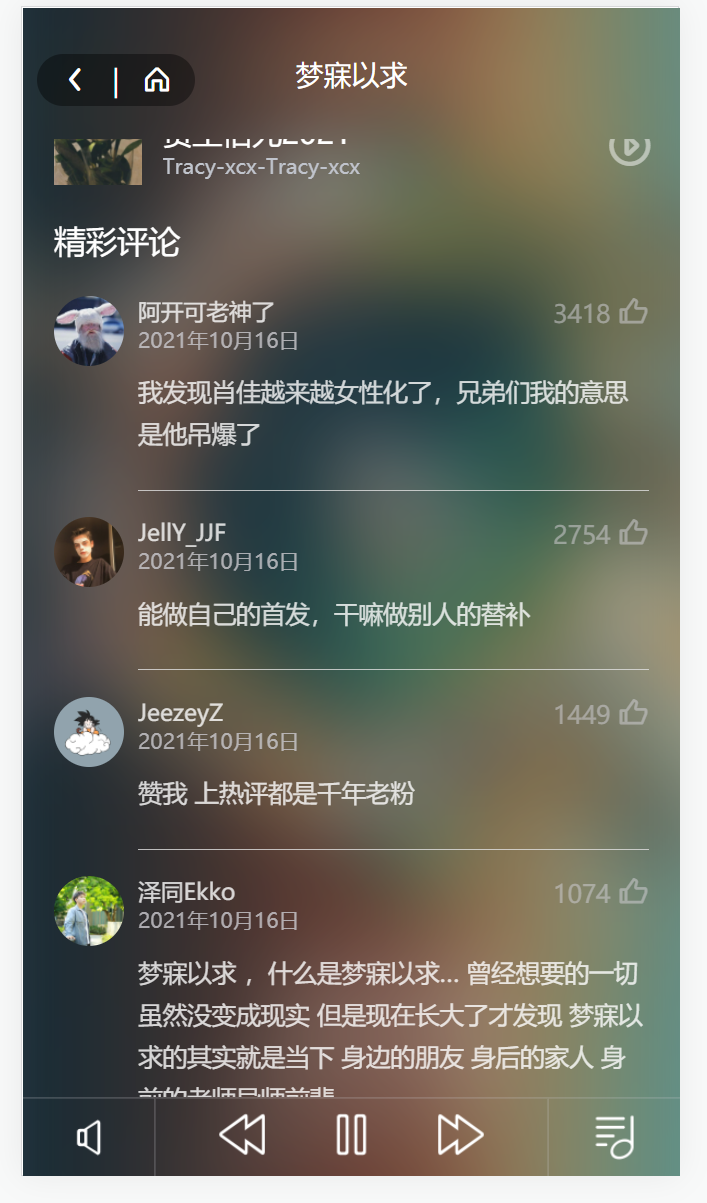 梦寐以求
Tracy-xcx-Tracy-xcx
精彩评论
阿开可老神了
3418
2021年10月16日
我发现肖佳越来越女性化了，兄弟们我的意思
是他吊爆了
JellY_JJF
2754
2021年10月16日
能做自己的首发，干嘛做别人的替补
JeezeyZ
1449
2021年10月16日
赞我 上热评都是千年老粉
泽同Ekko
1074
2021年10月16日
梦寐以求 ，什么是梦寐以求... 曾经想要的一切
虽然没变成现实 但是现在长大了才发现 梦寐以
求的其实就是当下 身边的朋友 身后的家人 身
前的老师导师前辈